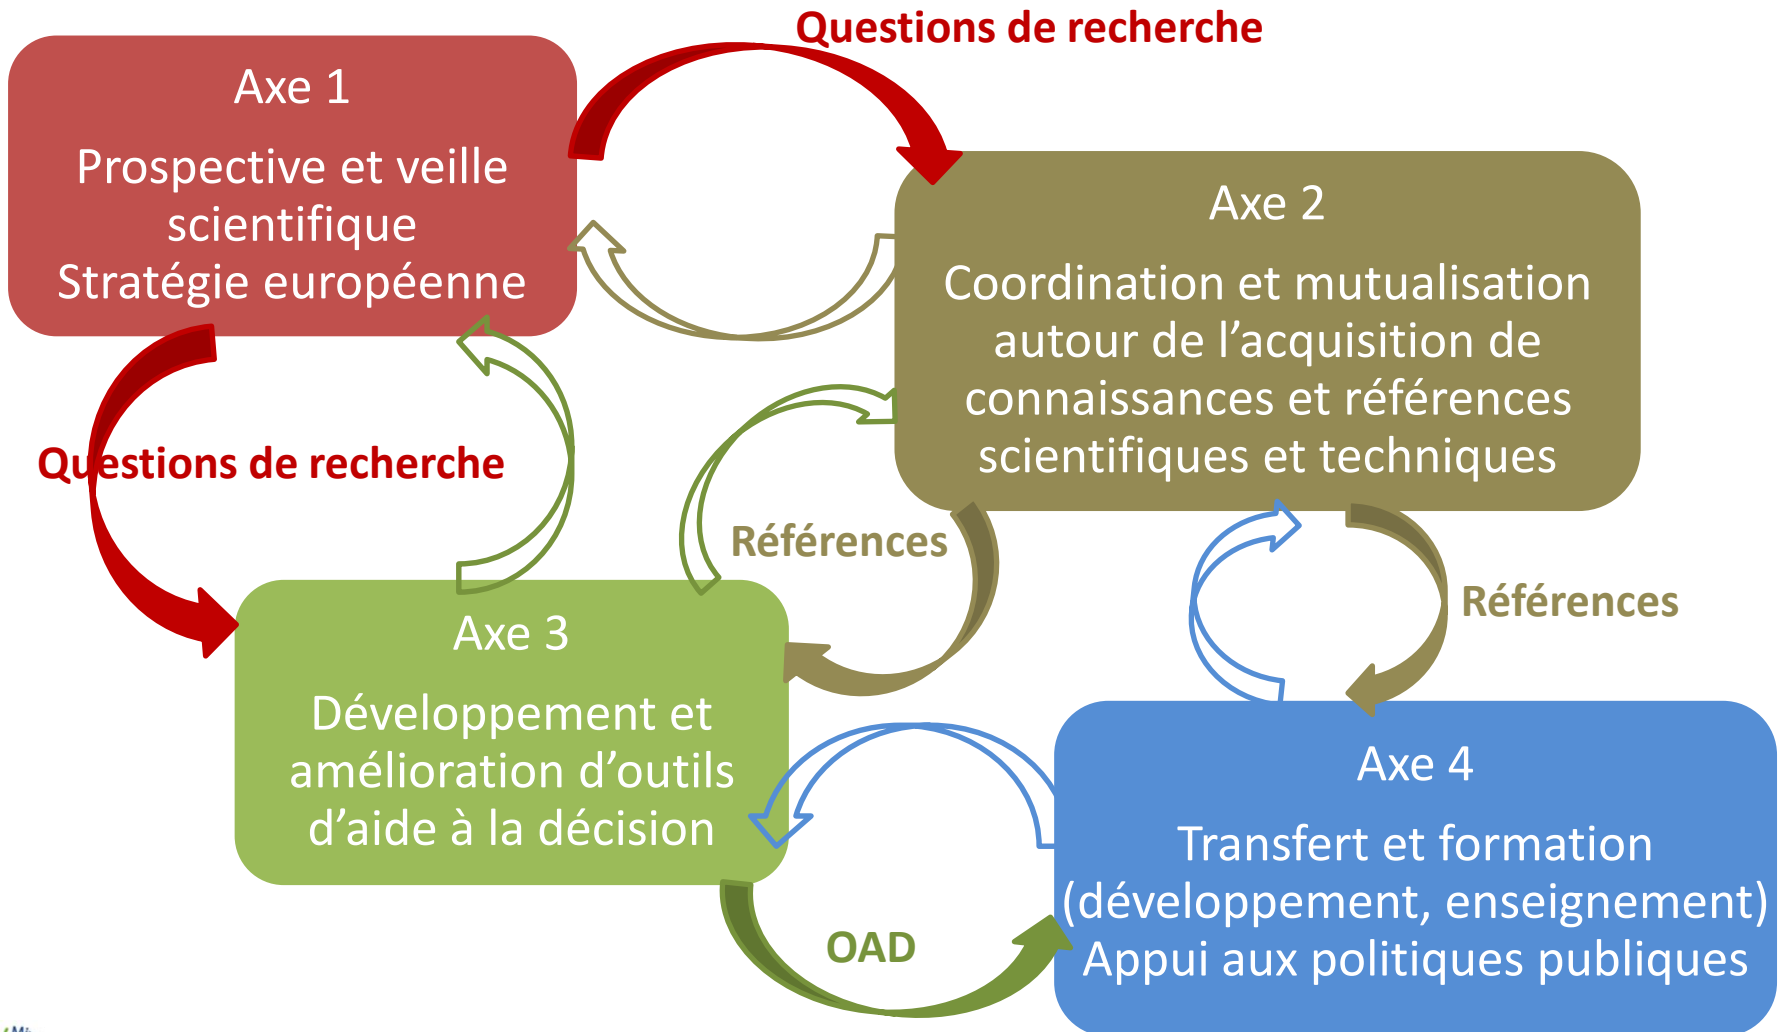 Questions de recherche
Axe 1
Prospective et veille
scientifique
Stratégie européenne
Axe 2
Coordination et mutualisation
autour de l’acquisition de
connaissances et références
scientifiques et techniques
Questions de recherche
Références
Références
Axe 3
Développement et
amélioration d’outils
d’aide à la décision
Axe 4
Transfert et formation
(développement, enseignement)
Appui aux politiques publiques
OAD